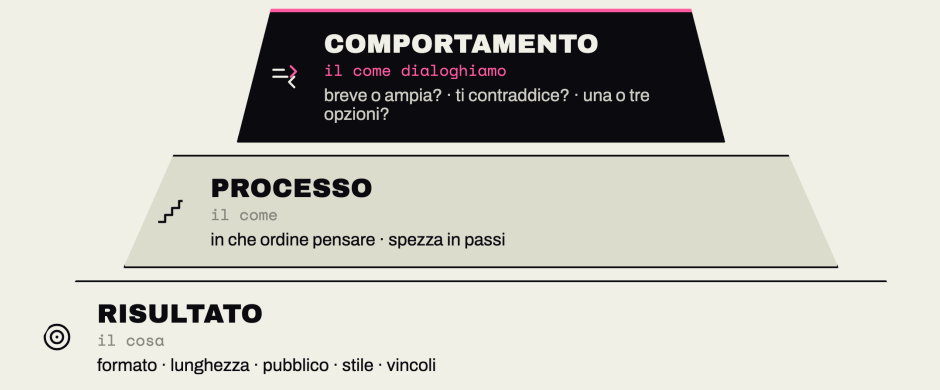 COMPORTAMENTO
il come dialoghiamo
breve o ampia? · ti contraddice? · una o tre
opzioni?
PROCESSO
il come
in che ordine pensare · spezza in passi
RISULTATO
il cosa
formato · lunghezza · pubblico · stile · vincoli